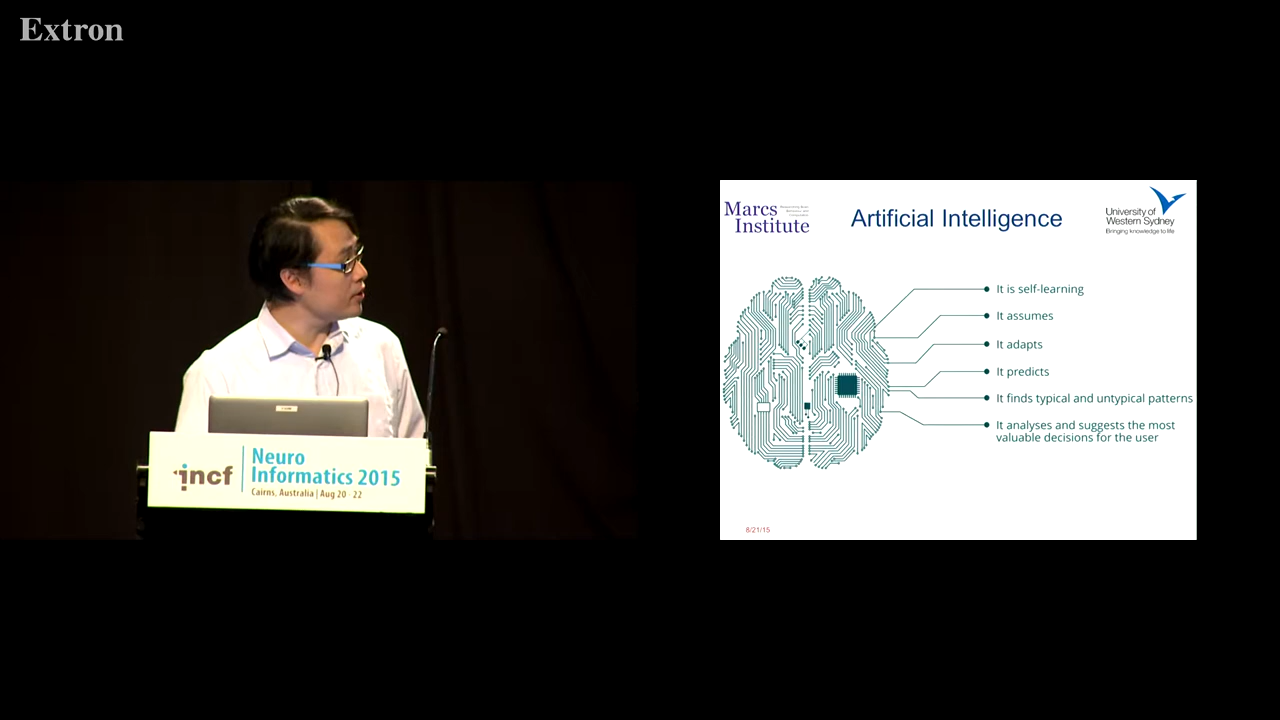 Extron
incf
Neuro
Informatics 2015
Cairns, Australia | Aug 20 - 22
Marcs
Institute
Artificial Intelligence
University of
Western Sydney
Bringing knowledge to life
It is self-learning
It assumes
It adapts
It predicts
It finds typical and untypical patterns
It analyses and suggests the most
valuable decisions for the user
8/21/15